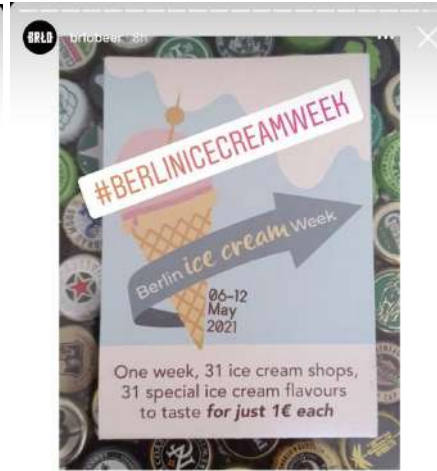 BRLO brlobeer 8h
#BERLINICECREAMWEEK
Berlin ice cream Week
06-12
May
2021
One week, 31 ice cream shops,
31 special ice cream flavours
to taste for just 1€ each